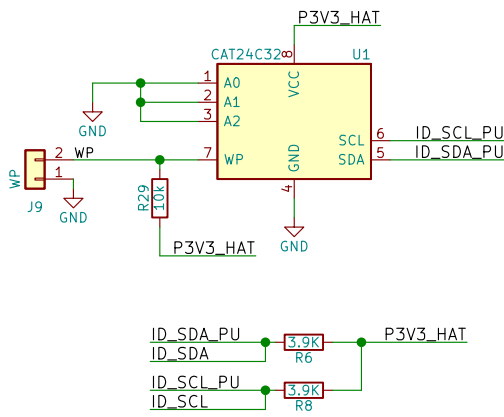 P3V3_HAT
CAT24C32
8
U1
VCC
1 A0
2 A1
3 A2
GND
6 SCL ID_SCL_PU
5 SDA ID_SDA_PU
2 WP
7 WP
GND
WP
1
4
J9
GND
R29
10k
GND
P3V3_HAT
ID_SDA_PU
3.9K
P3V3_HAT
ID_SDA
R6
ID_SCL_PU
3.9K
ID_SCL
R8